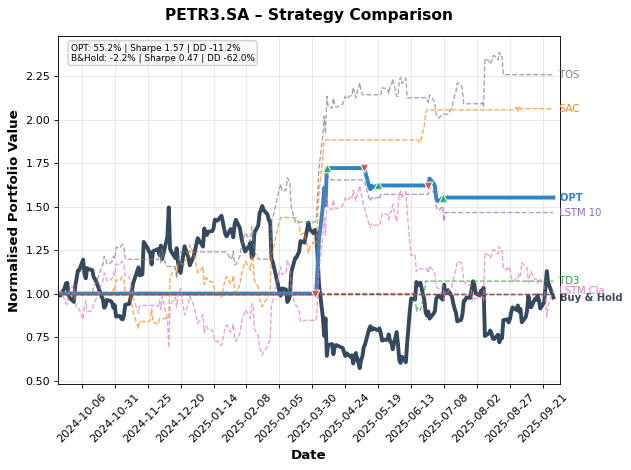 PETR3.SA – Strategy Comparison
OPT: 55.2% | Sharpe 1.57 | DD -11.2%
B&Hold: -2.2% | Sharpe 0.47 | DD -62.0%
Normalised Portfolio Value
2.25
2.00
1.75
1.50
1.25
1.00
0.75
0.50
TOS
SAC
OPT
LSTM 10
TD3
LSTM Cla
Buy & Hold
2024-10-06
2024-10-31
2024-11-25
2024-12-20
2025-01-14
2025-02-08
2025-03-05
2025-03-30
2025-04-24
2025-05-19
2025-06-13
2025-07-08
2025-08-02
2025-08-27
2025-09-21
Date